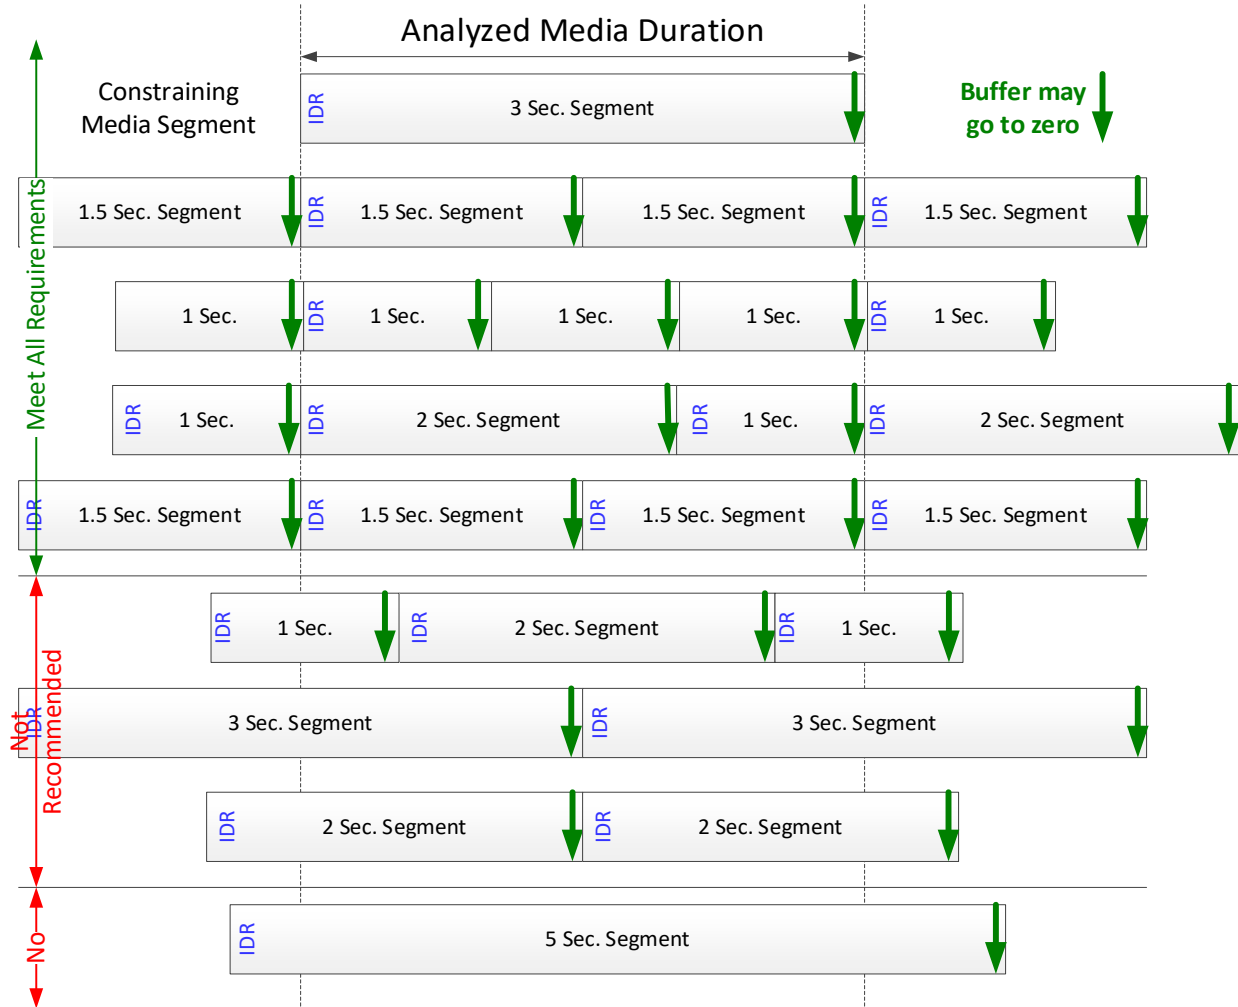 Analyzed Media Duration
Constraining
Media Segment
IDR
3 Sec. Segment
Buffer may
go to zero
Meet All Requirements
1.5 Sec. Segment
IDR
1.5 Sec. Segment
1.5 Sec. Segment
IDR
1.5 Sec. Segment
1 Sec.
IDR
1 Sec.
1 Sec.
1 Sec.
IDR
1 Sec.
IDR
1 Sec.
IDR
2 Sec. Segment
IDR
1 Sec.
IDR
2 Sec. Segment
IDR
1.5 Sec. Segment
IDR
1.5 Sec. Segment
IDR
1.5 Sec. Segment
IDR
1.5 Sec. Segment
Not
Recommended
IDR
1 Sec.
IDR
2 Sec. Segment
IDR
1 Sec.
IDR
3 Sec. Segment
IDR
3 Sec. Segment
IDR
2 Sec. Segment
IDR
2 Sec. Segment
No
IDR
5 Sec. Segment